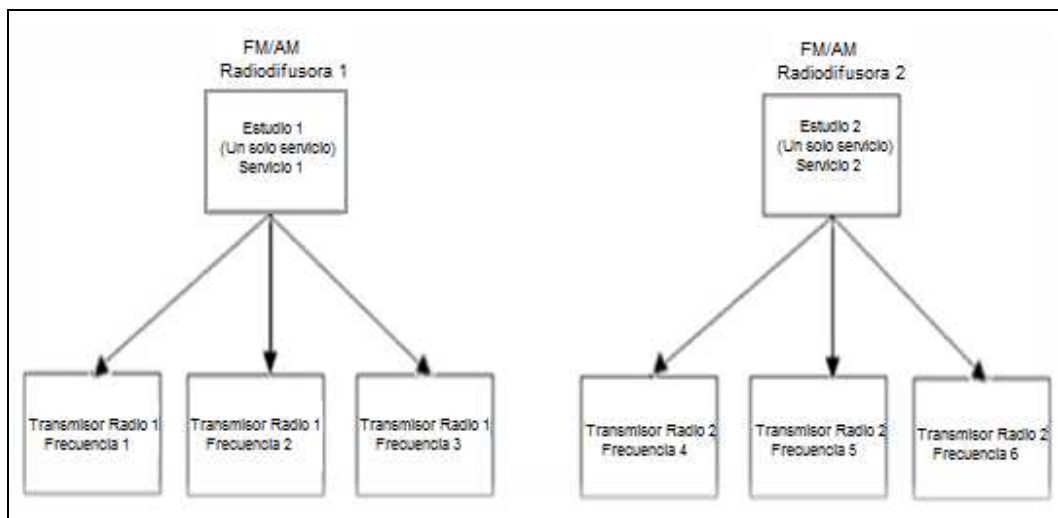 FM/AM
Radiodifusora 1
Estudio 1
(Un solo servicio)
Servicio 1
Transmisor Radio 1
Frecuencia 1
Transmisor Radio 1
Frecuencia 2
Transmisor Radio 1
Frecuencia 3
FM/AM
Radiodifusora 2
Estudio 2
(Un solo servicio)
Servicio 2
Transmisor Radio 2
Frecuencia 4
Transmisor Radio 2
Frecuencia 5
Transmisor Radio 2
Frecuencia 6